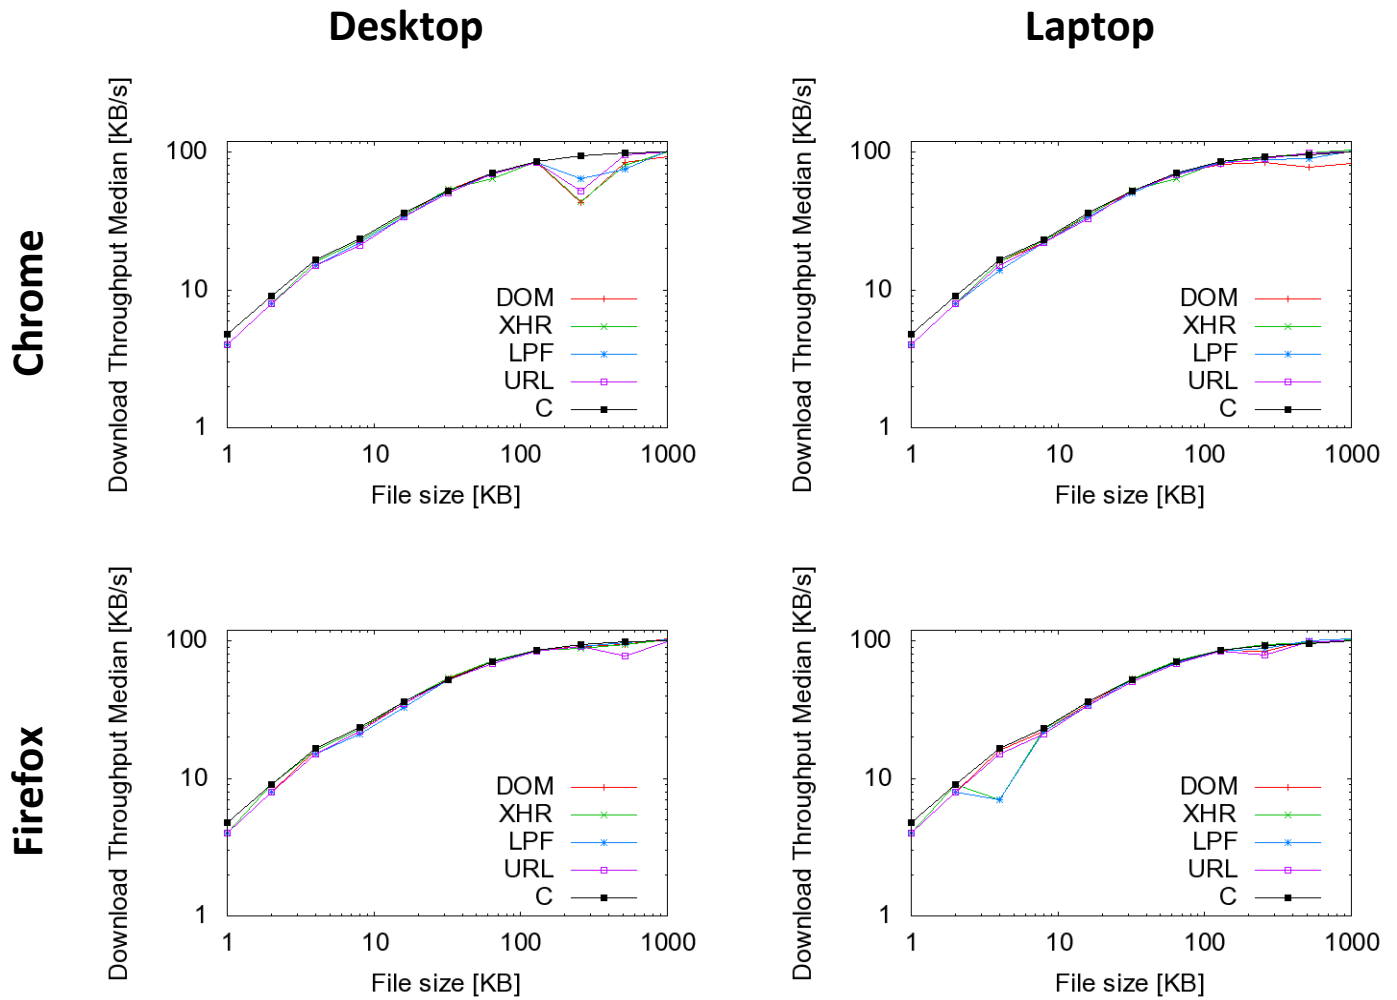 Desktop
Laptop
Chrome
Download Throughput Median [KB/s]
100
10
1
DOM
XHR
LPF
URL
C
1 10 100 1000
File size [KB]
Download Throughput Median [KB/s]
100
10
1
DOM
XHR
LPF
URL
C
1 10 100 1000
File size [KB]
Firefox
Download Throughput Median [KB/s]
100
10
1
DOM
XHR
LPF
URL
C
1 10 100 1000
File size [KB]
Download Throughput Median [KB/s]
100
10
1
DOM
XHR
LPF
URL
C
1 10 100 1000
File size [KB]